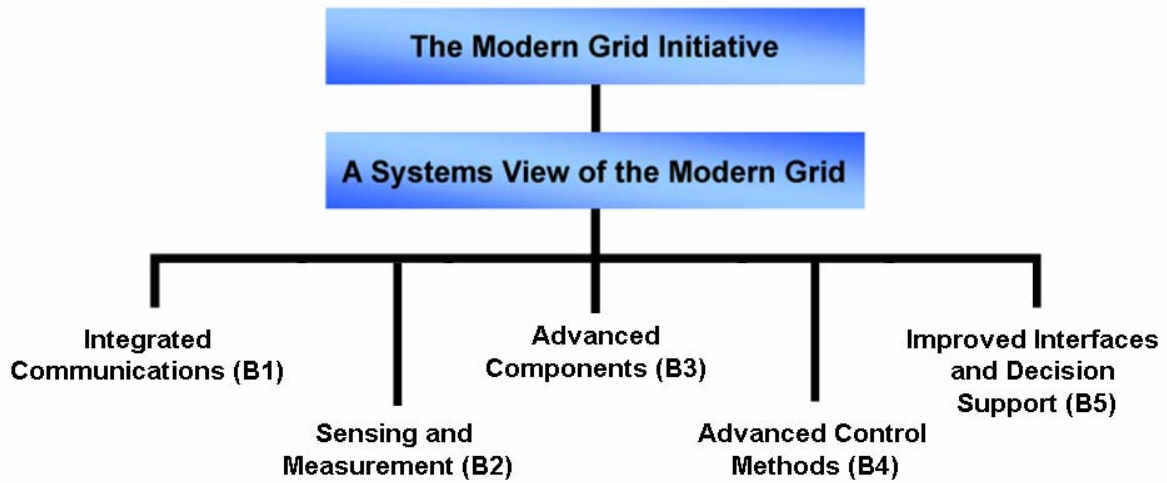 The Modern Grid Initiative
A Systems View of the Modern Grid
Integrated
Communications (B1)
Sensing and
Measurement (B2)
Advanced
Components (B3)
Advanced Control
Methods (B4)
Improved Interfaces
and Decision
Support (B5)